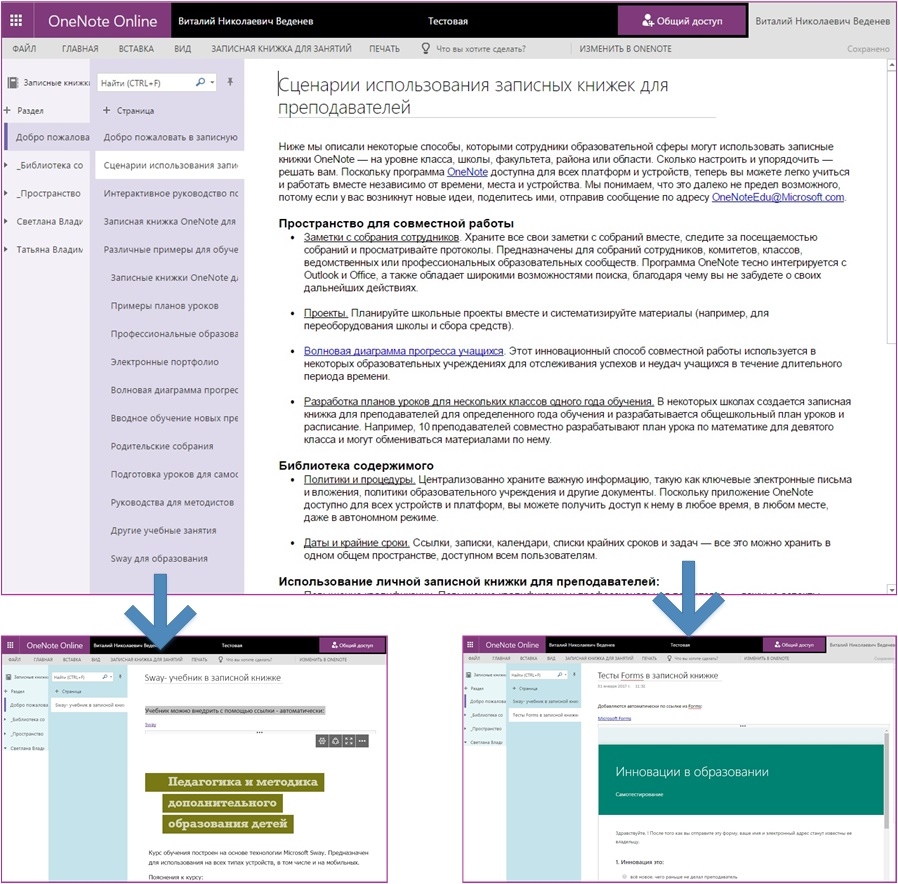 OneNote Online
Виталий Николаевич Веденев
Тестовая
Общий доступ
Виталий Николаевич Веденев
ФАЙЛ ГЛАВНАЯ ВСТАВКА ВИД ЗАПИСНАЯ КНИЖКА ДЛЯ ЗАНЯТИЙ ПЕЧАТЬ Что вы хотите сделать? ИЗМЕНИТЬ В ONENOTE Сохранено
Записные книжк
Найти (CTRL+F)
+ Раздел
+ Страница
Добро пожалова
_Библиотека со
_Пространство
Светлана Влади
Татьяна Владим
Добро пожаловать в записную
Сценарии использования запи
Интерактивное руководство по
Записная книжка OneNote для
Различные примеры для обуче
Записные книжки OneNote да
Примеры планов уроков
Профессиональные образова
Электронные портфолио
Волновая диаграмма прогрес
Вводное обучение новых пре
Родительские собрания
Подготовка уроков для самос
Руководства для методистов
Другие учебные занятия
Sway для образования
Сценарии использования записных книжек для
преподавателей
Ниже мы описали некоторые способы, которыми сотрудники образовательной сферы могут использовать записные
книжки OneNote — на уровне класса, школы, факультета, района или области. Сколько настроить и упорядочить —
решать вам. Поскольку программа OneNote доступна для всех платформ и устройств, теперь вы можете легко учиться
и работать вместе независимо от времени, места и устройства. Мы понимаем, что это далеко не предел возможного,
потому если у вас возникнут новые идеи, поделитесь ими, отправив сообщение по адресу OneNoteEdu@Microsoft.com.
Пространство для совместной работы
• Заметки с собрания сотрудников. Храните все свои заметки с собраний вместе, следите за посещаемостью
собраний и просматривайте протоколы. Предназначены для собраний сотрудников, комитетов, классов,
ведомственных или профессиональных образовательных сообществ. Программа OneNote тесно интегрируется с
Outlook и Office, а также обладает широкими возможностями поиска, благодаря чему вы не забудете о своих
дальнейших действиях.
• Проекты. Планируйте школьные проекты вместе и систематизируйте материалы (например, для
переоборудования школы и сбора средств).
• Волновая диаграмма прогресса учащихся. Этот инновационный способ совместной работы используется в
некоторых образовательных учреждениях для отслеживания успехов и неудач учащихся в течение длительного
периода времени.
• Разработка планов уроков для нескольких классов одного года обучения. В некоторых школах создается записная
книжка для преподавателей для определенного года обучения и разрабатывается общешкольный план уроков и
расписание. Например, 10 преподавателей совместно разрабатывают план урока по математике для девятого
класса и могут обмениваться материалами по нему.
Библиотека содержимого
• Политики и процедуры. Централизованно храните важную информацию, такую как ключевые электронные письма
и вложения, политики образовательного учреждения и другие документы. Поскольку приложение OneNote
доступно для всех устройств и платформ, вы можете получить доступ к нему в любое время, в любом месте,
даже в автономном режиме.
• Даты и крайние сроки. Ссылки, записки, календари, списки крайних сроков и задач — все это можно хранить в
одном общем пространстве, доступном всем пользователям.
Использование личной записной книжки для преподавателей:
OneNote Online
Виталий Николаевич Веденев
Тестовая
Общий доступ
ФАЙЛ ГЛАВНАЯ ВСТАВКА ВИД ЗАПИСНАЯ КНИЖКА ДЛЯ ЗАНЯТИЙ ПЕЧАТЬ Что вы хотите сделать? ИЗМЕНИТЬ В ONENOTE
Записные книжк
Найти (CTRL+F)
+ Раздел
+ Страница
Добро пожалова
_Библиотека со
_Пространство
Светлана Влади
Sway- учебник в записной кни
Sway- учебник в записной книжке
Учебник можно внедрить с помощью ссылки - автоматически:
Sway
Педагогика и методика
дополнительного
образования детей
Курс обучения построен на основе технологии Microsoft Sway. Предназначен
для использования на всех типах устройств, в том числе и на мобильных.
Пояснения к курсу:
OneNote Online
Виталий Николаевич Веденев
Тестовая
Общий доступ
Виталий Николаевич Веденев
ФАЙЛ ГЛАВНАЯ ВСТАВКА ВИД ЗАПИСНАЯ КНИЖКА ДЛЯ ЗАНЯТИЙ ПЕЧАТЬ Что вы хотите сделать? ИЗМЕНИТЬ В ONENOTE Сохранено
Записные книжк
Найти (CTRL+F)
+ Раздел
+ Страница
Добро пожалова
_Библиотека со
_Пространство
Светлана Влади
Sway- учебник в записной книж
Тесты Forms в записной книжке
Тесты Forms в записной книжке
01 января 2017 г. 11:31
Добавляются автоматически по ссылке из Forms:
Microsoft Forms
Инновации в образовании
Самотестирование
Здравствуйте, ! После того как вы отправите эту форму, ваше имя и электронный адрес станут известны ее
владельцу.
1. Инновация это:
всё новое, чего раньше не делал преподаватель